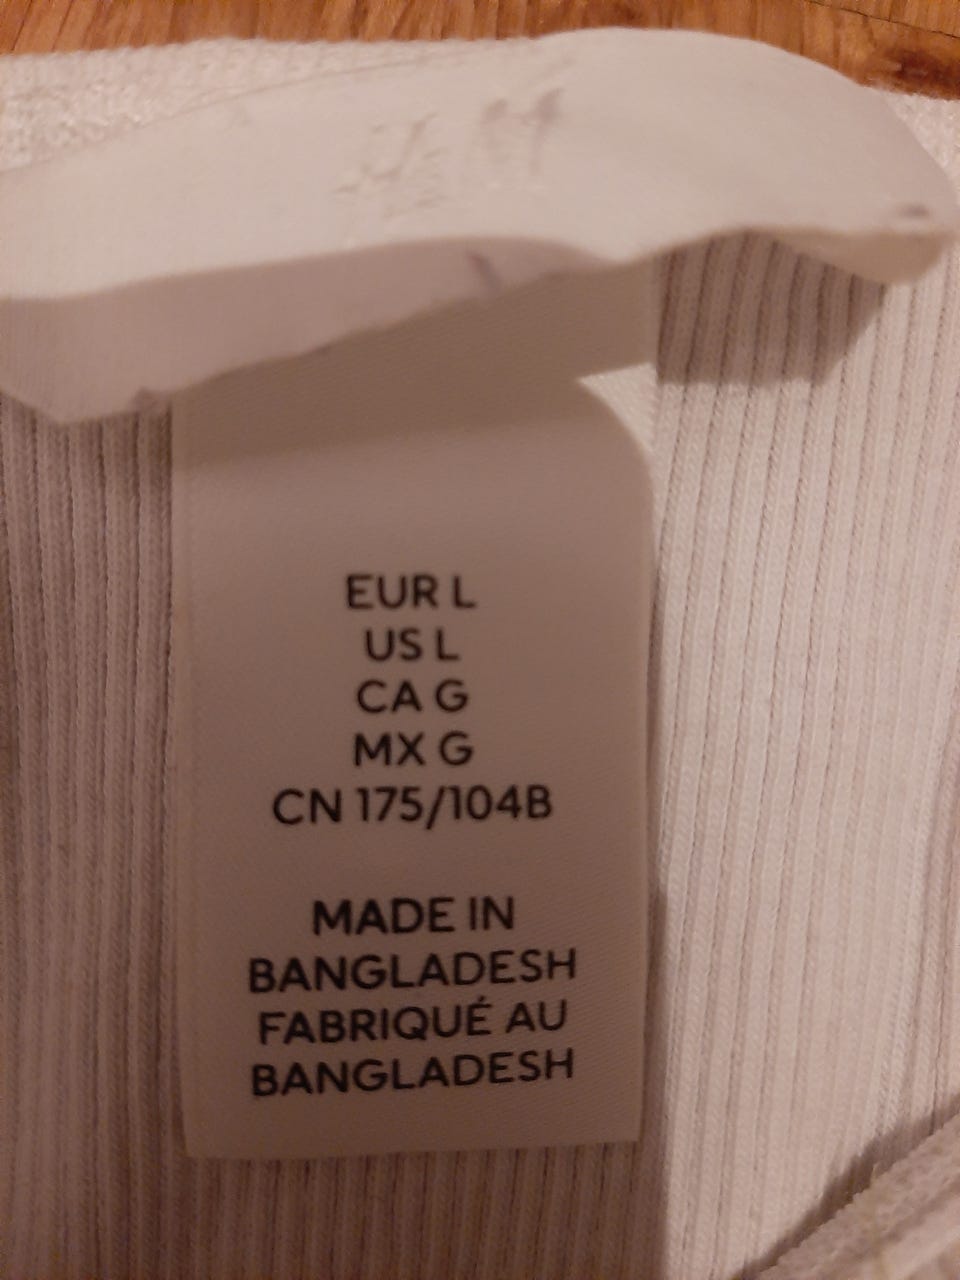 H&M
EUR L
US L
CA G
MX G
CN 175/104B
MADE IN
BANGLADESH
FABRIQUÉ AU
BANGLADESH